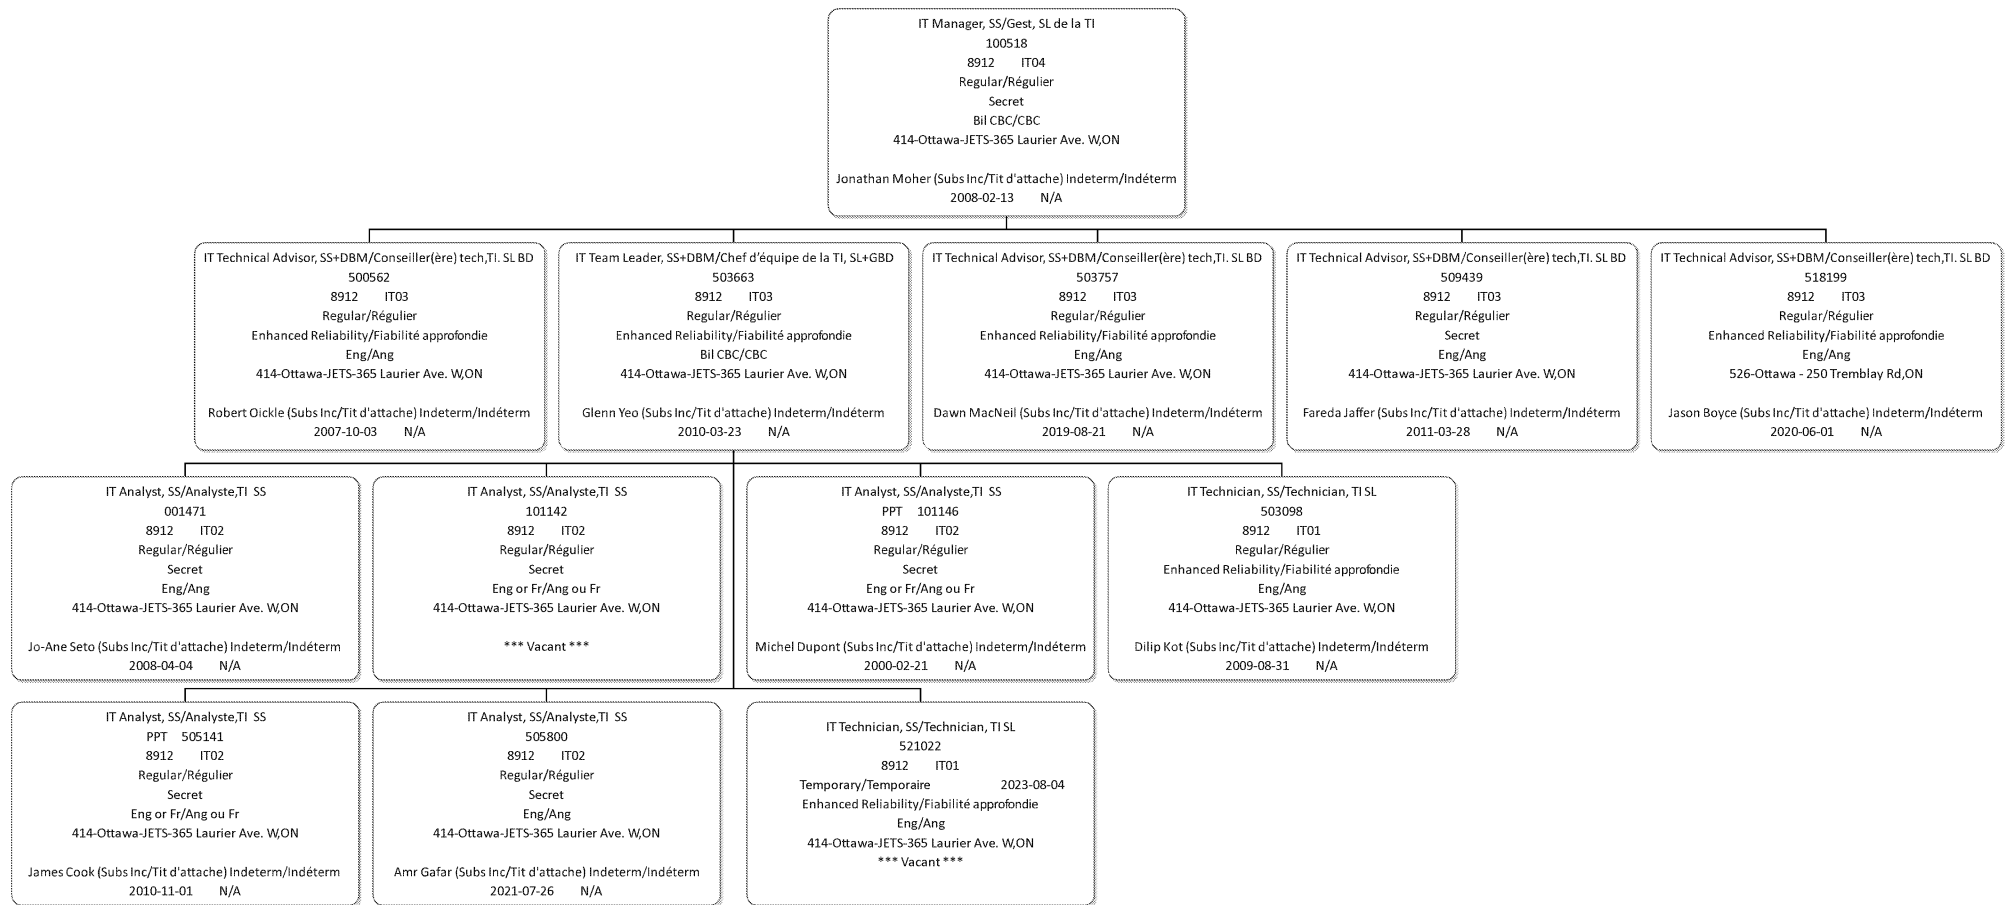 IT Manager, SS/Gest, SL de la TI
100518
8912 IT04
Regular/Régulier
Secret
Bil CBC/CBC
414-Ottawa-JETS-365 Laurier Ave. W,ON
Jonathan Moher (Subs Inc/Tit d'attache) Indeterm/Indéterm
2008-02-13 N/A
IT Technical Advisor, SS+DBM/Conseiller(ère) tech,TI. SL BD
500562
8912 IT03
Regular/Régulier
Enhanced Reliability/Fiabilité approfondie
Eng/Ang
414-Ottawa-JETS-365 Laurier Ave. W,ON
Robert Oickle (Subs Inc/Tit d'attache) Indeterm/Indéterm
2007-10-03 N/A
IT Team Leader, SS+DBM/Chef d'équipe de la TI, SL+GBD
503663
8912 IT03
Regular/Régulier
Enhanced Reliability/Fiabilité approfondie
Bil CBC/CBC
414-Ottawa-JETS-365 Laurier Ave. W,ON
Glenn Yeo (Subs Inc/Tit d'attache) Indeterm/Indéterm
2010-03-23 N/A
IT Technical Advisor, SS+DBM/Conseiller(ère) tech,TI. SL BD
503757
8912 IT03
Regular/Régulier
Enhanced Reliability/Fiabilité approfondie
Eng/Ang
414-Ottawa-JETS-365 Laurier Ave. W,ON
Dawn MacNeil (Subs Inc/Tit d'attache) Indeterm/Indéterm
2019-08-21 N/A
IT Technical Advisor, SS+DBM/Conseiller(ère) tech,TI. SL BD
509439
8912 IT03
Regular/Régulier
Secret
Eng/Ang
414-Ottawa-JETS-365 Laurier Ave. W,ON
Fareda Jaffer (Subs Inc/Tit d'attache) Indeterm/Indéterm
2011-03-28 N/A
IT Technical Advisor, SS+DBM/Conseiller(ère) tech,TI. SL BD
518199
8912 IT03
Regular/Régulier
Enhanced Reliability/Fiabilité approfondie
Eng/Ang
526-Ottawa - 250 Tremblay Rd,ON
Jason Boyce (Subs Inc/Tit d'attache) Indeterm/Indéterm
2020-06-01 N/A
IT Analyst, SS/Analyste,TI SS
001471
8912 IT02
Regular/Régulier
Secret
Eng/Ang
414-Ottawa-JETS-365 Laurier Ave. W,ON
Jo-Ane Seto (Subs Inc/Tit d'attache) Indeterm/Indéterm
2008-04-04 N/A
IT Analyst, SS/Analyste,TI SS
101142
8912 IT02
Regular/Régulier
Secret
Eng or Fr/Ang ou Fr
414-Ottawa-JETS-365 Laurier Ave. W,ON
*** Vacant ***
IT Analyst, SS/Analyste,TI SS
PPT 101146
8912 IT02
Regular/Régulier
Secret
Eng or Fr/Ang ou Fr
414-Ottawa-JETS-365 Laurier Ave. W,ON
Michel Dupont (Subs Inc/Tit d'attache) Indeterm/Indéterm
2000-02-21 N/A
IT Technician, SS/Technician, TI SL
503098
8912 IT01
Regular/Régulier
Enhanced Reliability/Fiabilité approfondie
Eng/Ang
414-Ottawa-JETS-365 Laurier Ave. W,ON
Dilip Kot (Subs Inc/Tit d'attache) Indeterm/Indéterm
2009-08-31 N/A
IT Analyst, SS/Analyste,TI SS
PPT 505141
8912 IT02
Regular/Régulier
Secret
Eng or Fr/Ang ou Fr
414-Ottawa-JETS-365 Laurier Ave. W,ON
James Cook (Subs Inc/Tit d'attache) Indeterm/Indéterm
2010-11-01 N/A
IT Analyst, SS/Analyste,TI SS
505800
8912 IT02
Regular/Régulier
Secret
Eng/Ang
414-Ottawa-JETS-365 Laurier Ave. W,ON
Amr Gafar (Subs Inc/Tit d'attache) Indeterm/Indéterm
2021-07-26 N/A
IT Technician, SS/Technician, TI SL
521022
8912 IT01
Temporary/Temporaire 2023-08-04
Enhanced Reliability/Fiabilité approfondie
Eng/Ang
414-Ottawa-JETS-365 Laurier Ave. W,ON
*** Vacant ***